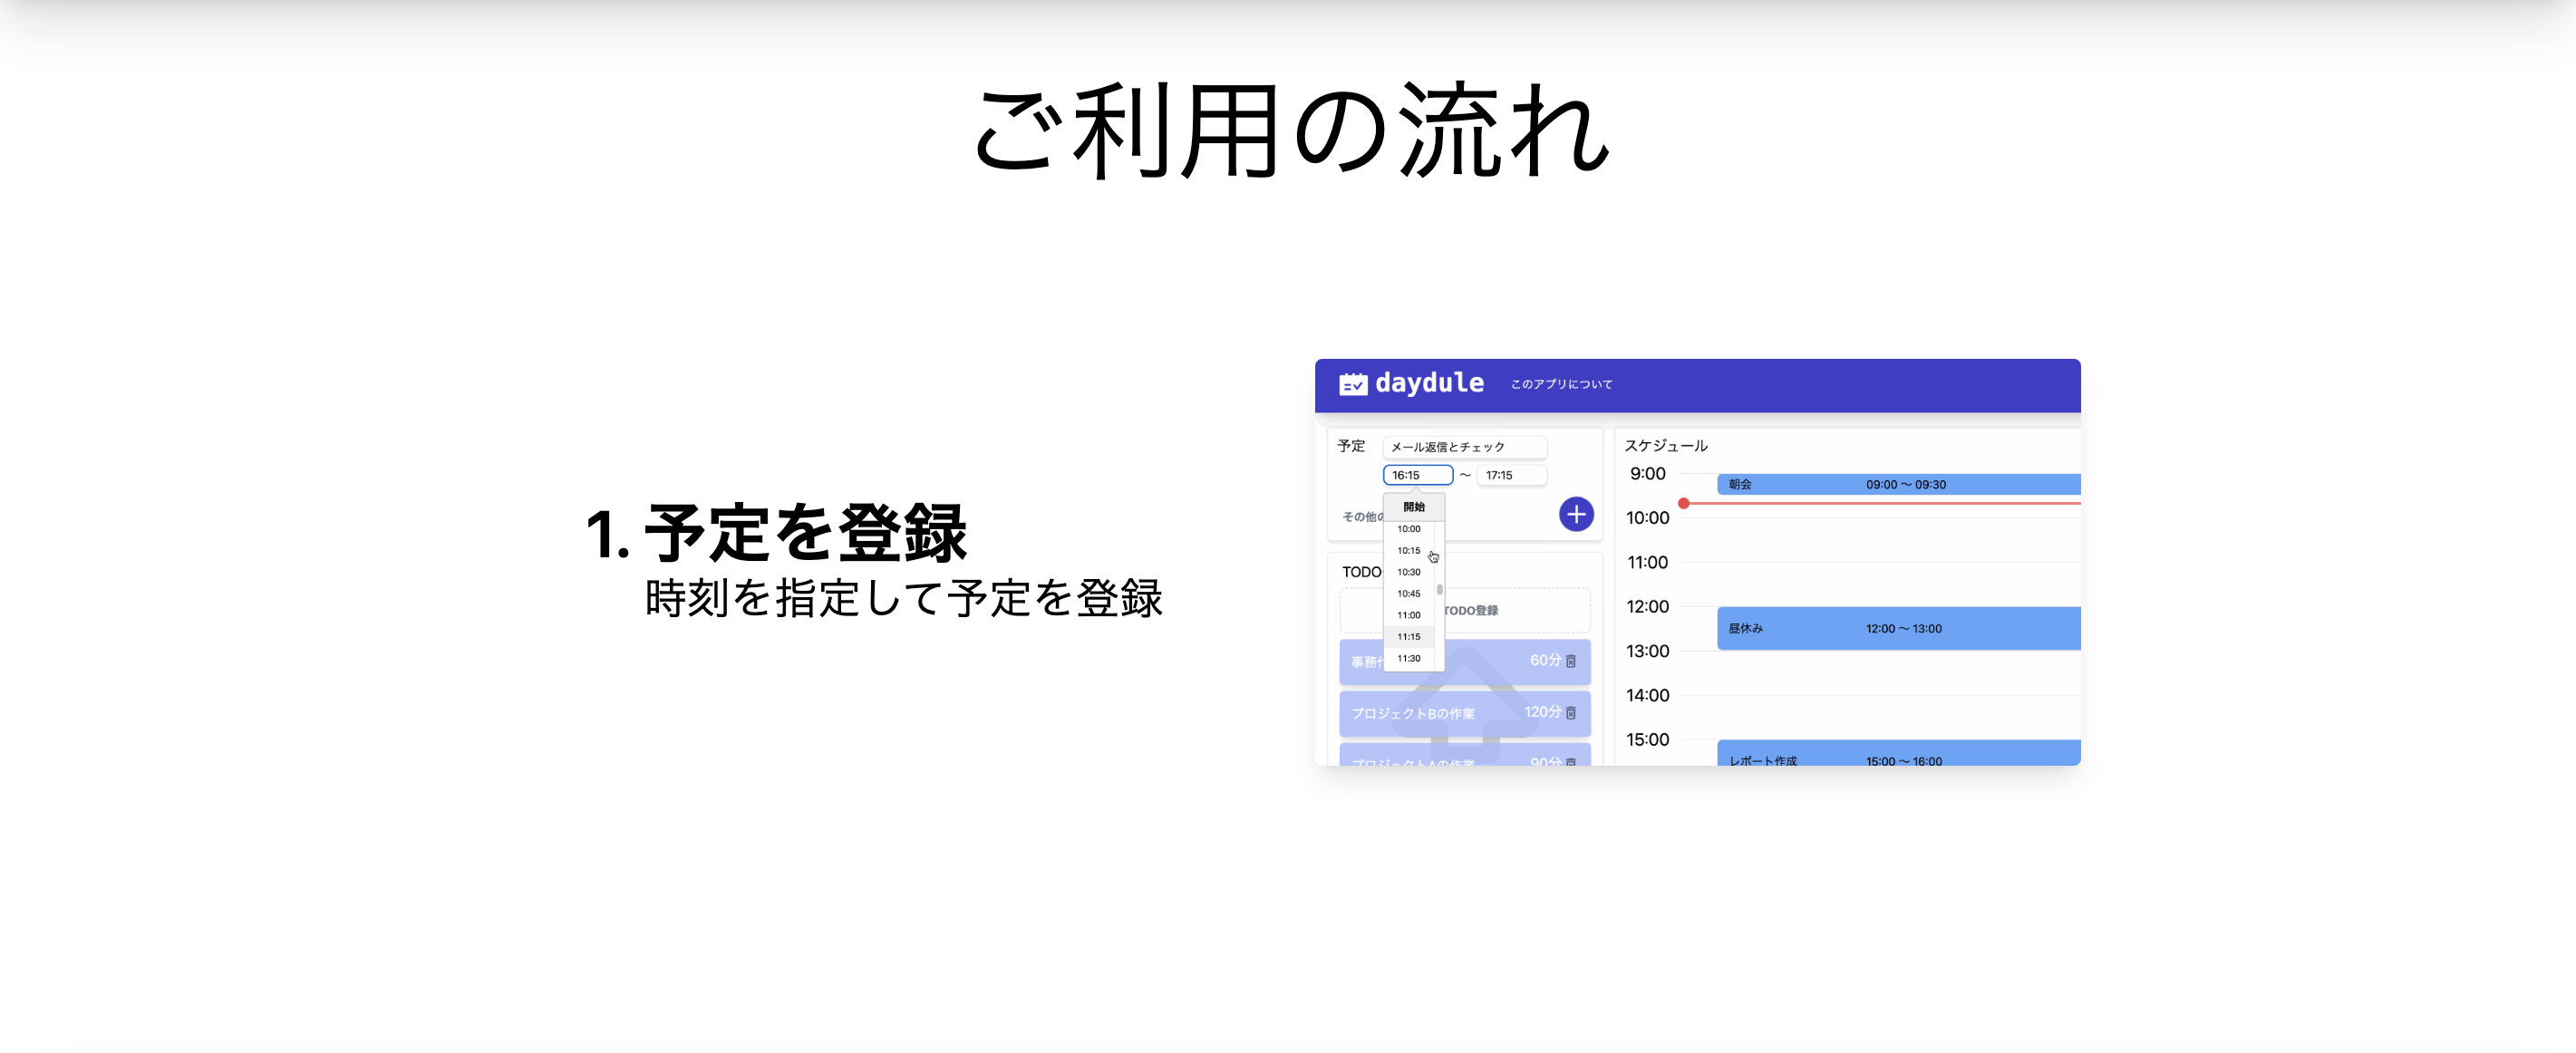 ご利用の流れ
1. 予定を登録
時刻を指定して予定を登録
daydule
このアプリについて
予定
メール返信とチェック
16:15 〜 17:15
その他の
開始
10:00
10:15
10:30
10:45
11:00
11:15
11:30
TODO
TODO登録
事務作 60分
プロジェクトBの作業 120分
プロジェクトAの作業 90分
スケジュール
9:00
朝会 09:00 〜 09:30
10:00
11:00
12:00
昼休み 12:00 〜 13:00
13:00
14:00
15:00
レポート作成 15:00 〜 16:00